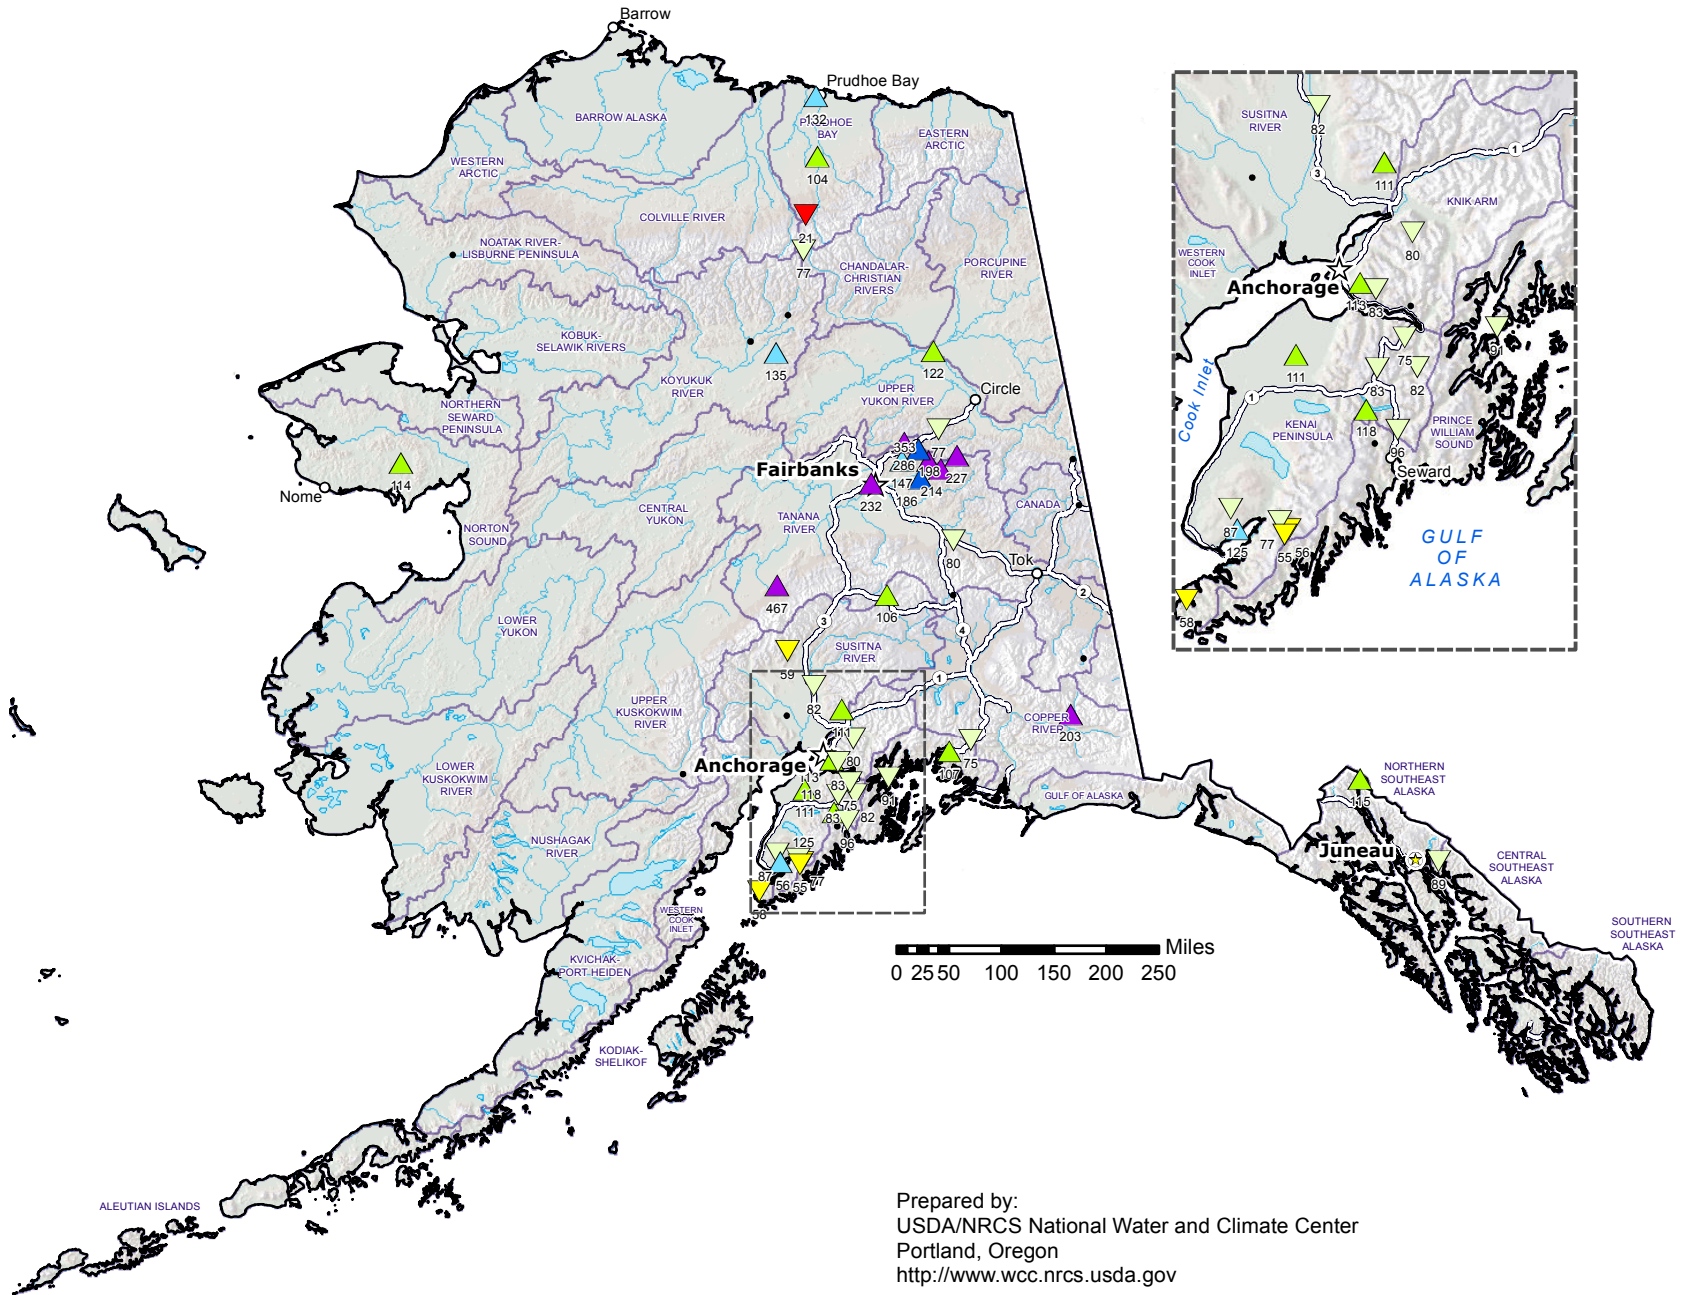 Barrow
Prudhoe Bay
132
PRUDHOE
BAY
BARROW ALASKA
EASTERN
ARCTIC
WESTERN
ARCTIC
104
COLVILLE RIVER
21
77
NOATAK RIVER-
LISBURNE PENINSULA
CHANDALAR-
CHRISTIAN
RIVERS
PORCUPINE
RIVER
KOBUK-
SELAWIK RIVERS
135
122
KOYUKUK
RIVER
UPPER
YUKON RIVER
Circle
NORTHERN
SEWARD
PENINSULA
353
77
286
198
227
147
214
186
Fairbanks
232
114
Nome
CENTRAL
YUKON
TANANA
RIVER
CANADA
NORTON
SOUND
80
Tok
2
467
106
LOWER
YUKON
3
4
SUSITNA
RIVER
59
1
82
UPPER
KUSKOKWIM
RIVER
111
COPPER
RIVER
203
80
75
107
Anchorage
113
118
83
111
75
91
83
82
96
LOWER
KUSKOKWIM
RIVER
GULF OF ALASKA
NUSHAGAK
RIVER
125
87
56
55
77
58
WESTERN
COOK
INLET
KVICHAK-
PORT HEIDEN
KODIAK-
SHELIKOF
ALEUTIAN ISLANDS
SUSITNA
RIVER
82
1
3
111
KNIK ARM
80
WESTERN
COOK
INLET
Anchorage
113
83
91
75
111
83
82
Cook Inlet
1
KENAI
PENINSULA
118
PRINCE
WILLIAM
SOUND
96
Seward
87
125
77
55
56
58
GULF
OF
ALASKA
NORTHERN
SOUTHEAST
ALASKA
115
Juneau
89
CENTRAL
SOUTHEAST
ALASKA
SOUTHERN
SOUTHEAST
ALASKA
Miles
0 25 50 100 150 200 250
Prepared by:
USDA/NRCS National Water and Climate Center
Portland, Oregon
http://www.wcc.nrcs.usda.gov